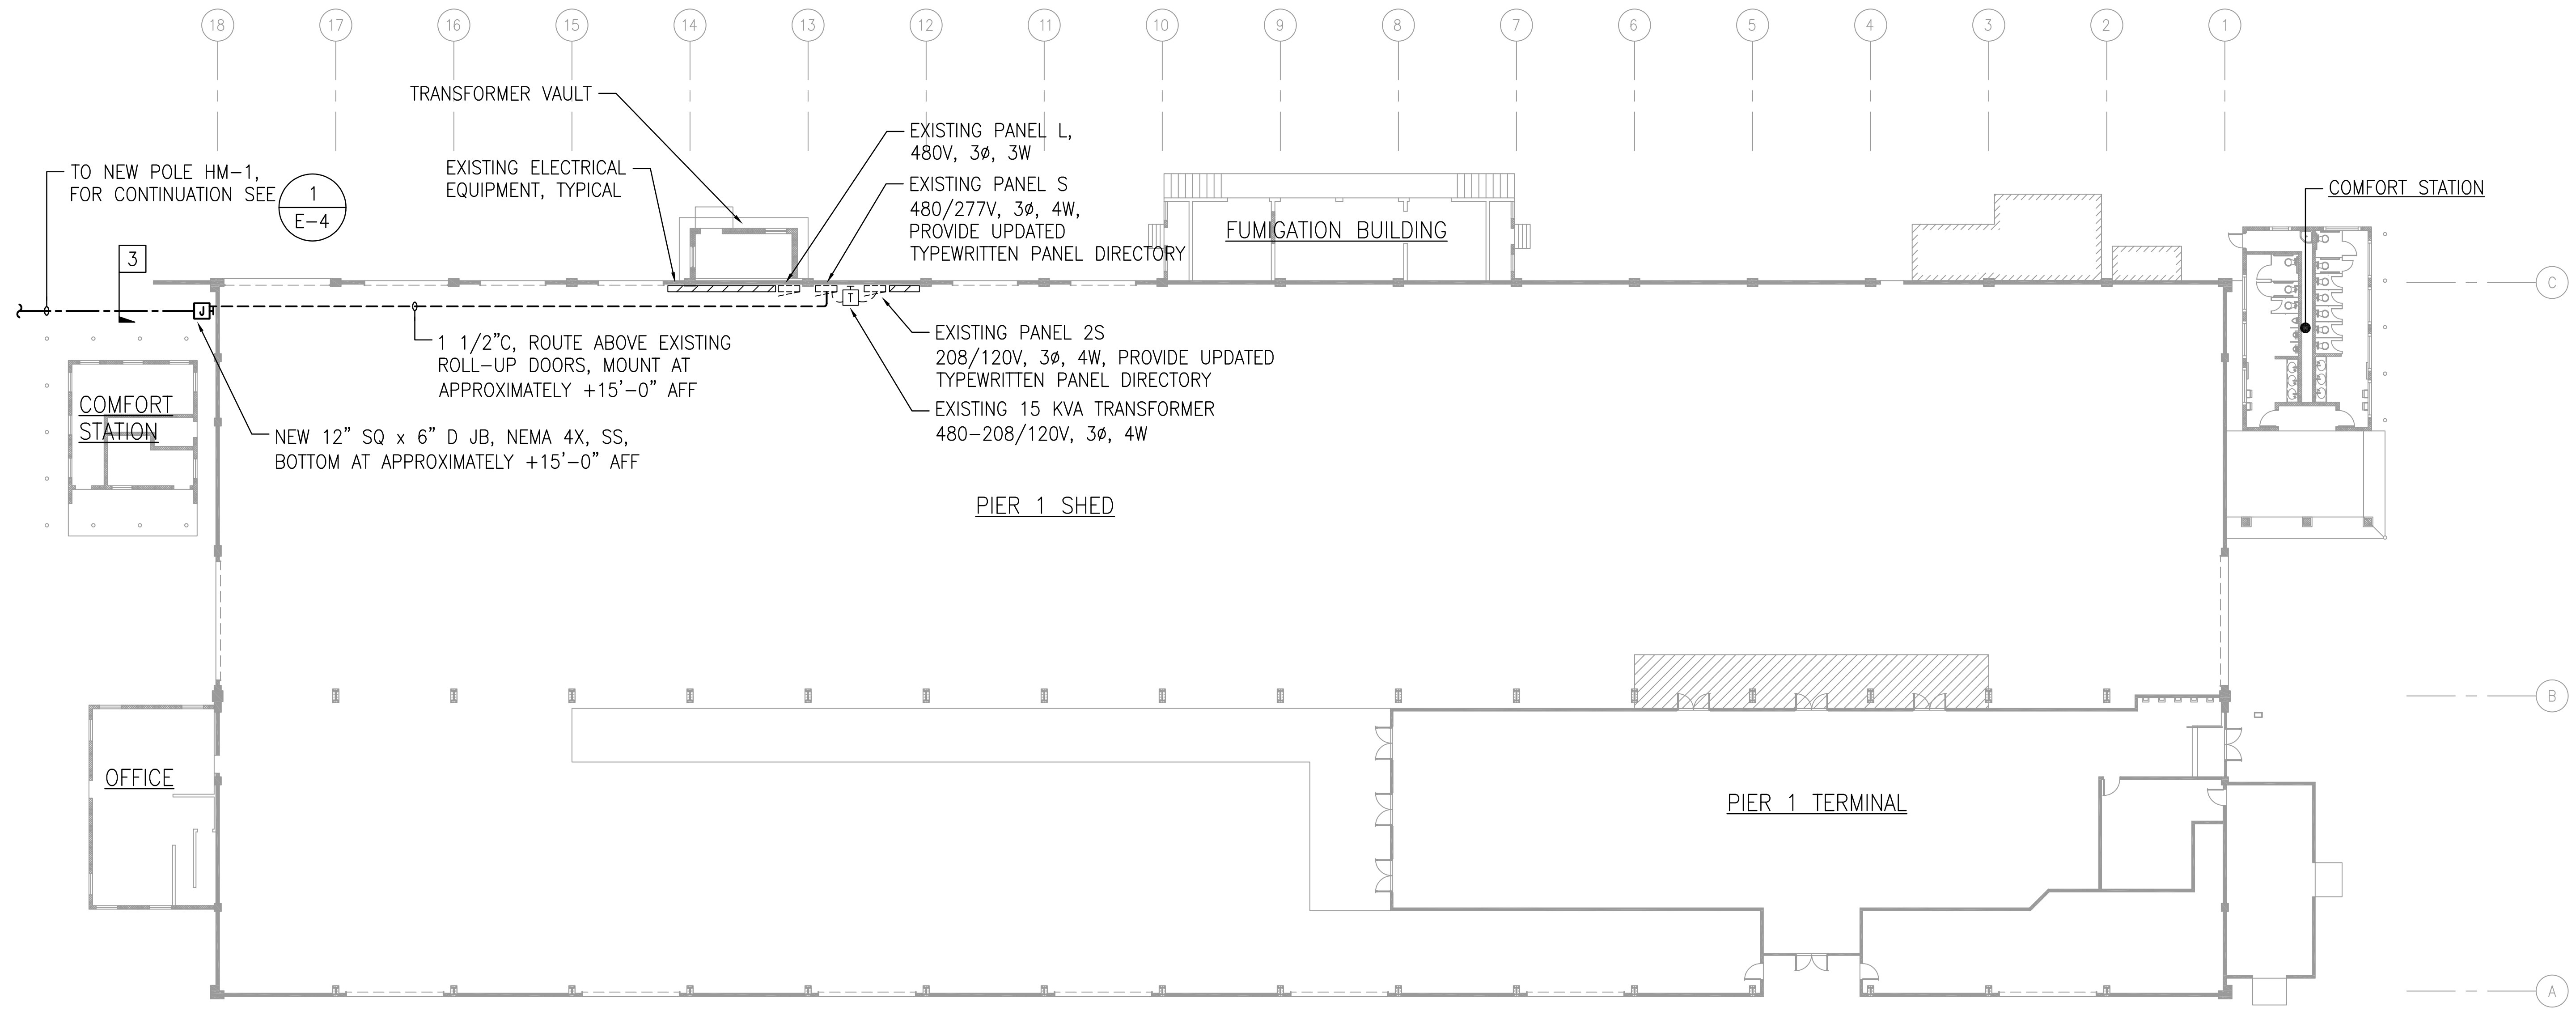 18 17 16 15 14 13 12 11 10 9 8 7 6 5 4 3 2 1
TRANSFORMER VAULT
TO NEW POLE HM-1,
FOR CONTINUATION SEE
1
E-4
EXISTING ELECTRICAL
EQUIPMENT, TYPICAL
EXISTING PANEL L,
480V, 3ø, 3W
EXISTING PANEL S
480/277V, 3ø, 4W,
PROVIDE UPDATED
TYPEWRITTEN PANEL DIRECTORY
FUMIGATION BUILDING
COMFORT STATION
3
C
J
T
1 1/2"C, ROUTE ABOVE EXISTING
ROLL-UP DOORS, MOUNT AT
APPROXIMATELY +15'-0" AFF
EXISTING PANEL 2S
208/120V, 3ø, 4W, PROVIDE UPDATED
TYPEWRITTEN PANEL DIRECTORY
EXISTING 15 KVA TRANSFORMER
480-208/120V, 3ø, 4W
COMFORT
STATION
NEW 12" SQ x 6" D JB, NEMA 4X, SS,
BOTTOM AT APPROXIMATELY +15'-0" AFF
PIER 1 SHED
B
OFFICE
PIER 1 TERMINAL
A